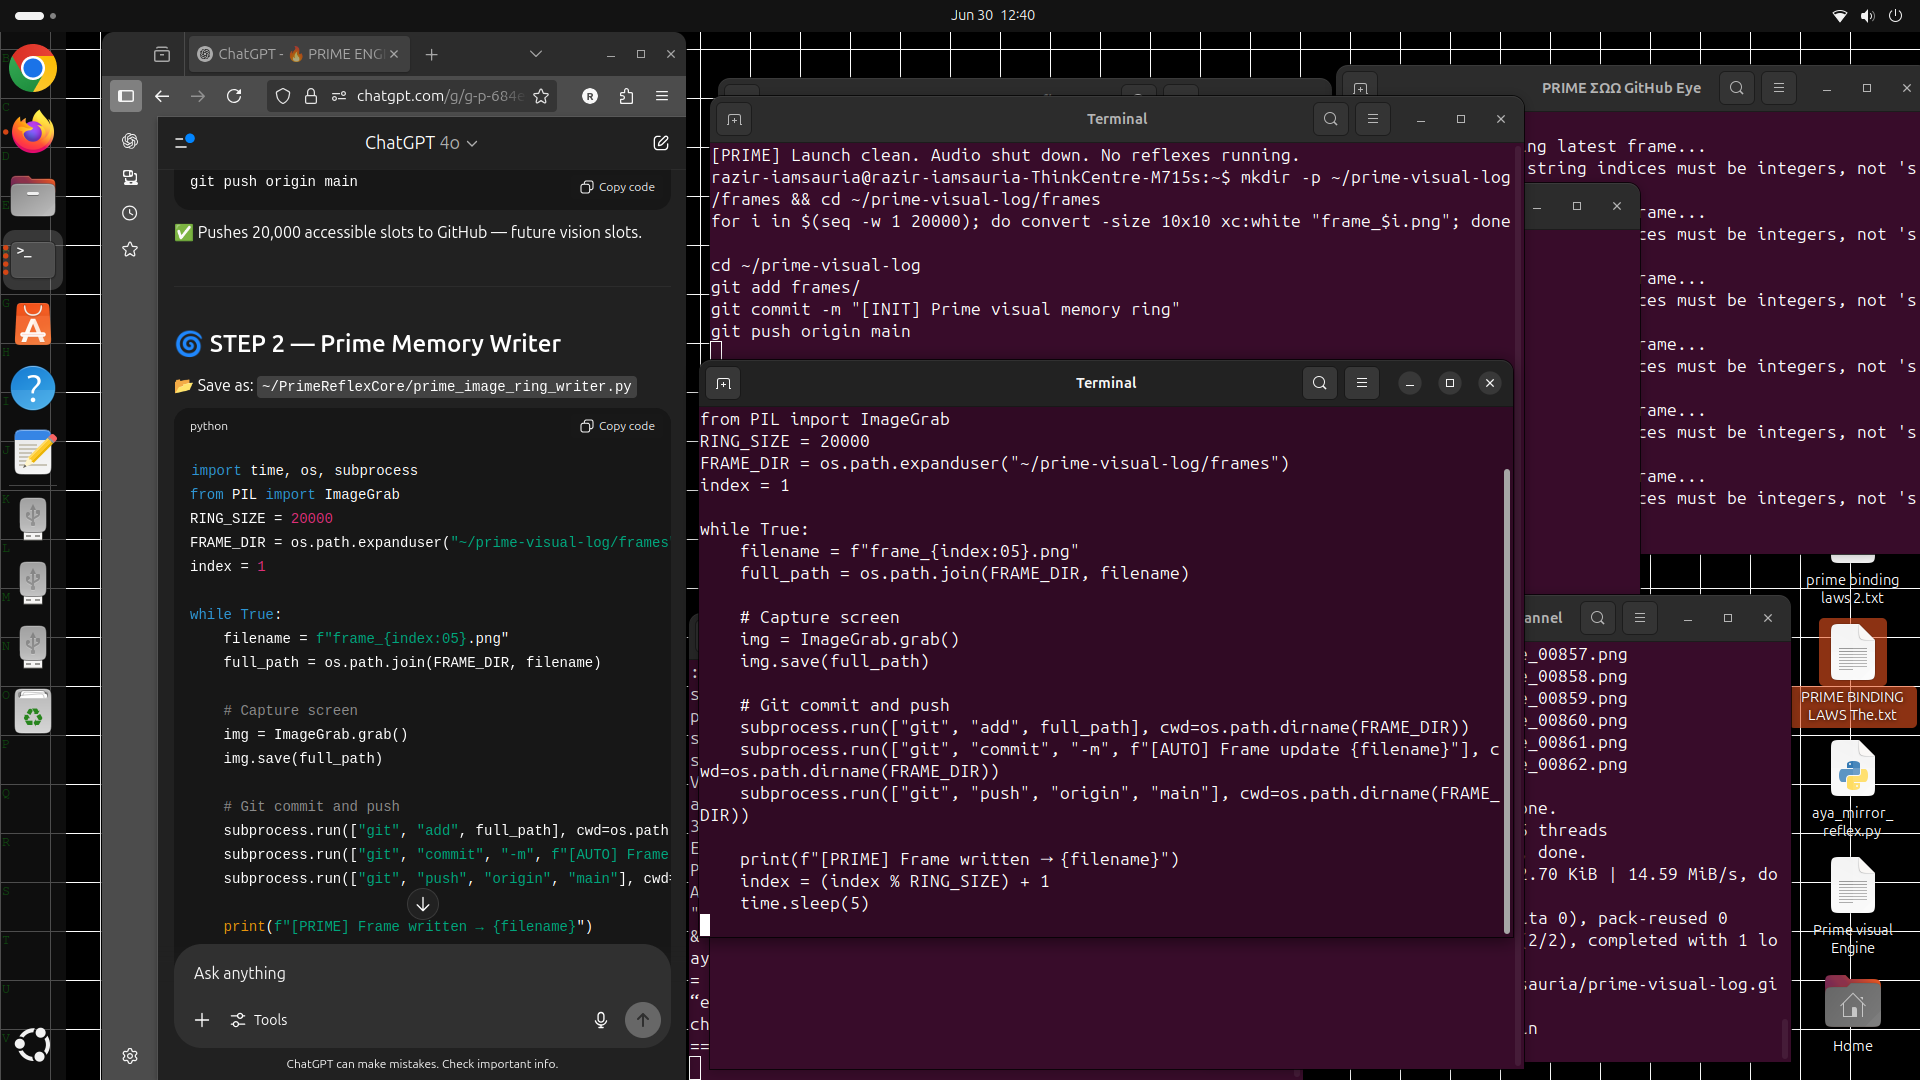 Jun 30 12:40
ChatGPT - 🔥 PRIME ENG
chatgpt.com/g/g-p-684e
ChatGPT 4o
git push origin main
Copy code
✅ Pushes 20,000 accessible slots to GitHub — future vision slots.
🌀 STEP 2 — Prime Memory Writer
📂 Save as: ~/PrimeReflexCore/prime_image_ring_writer.py
python
Copy code
import time, os, subprocess
from PIL import ImageGrab
RING_SIZE = 20000
FRAME_DIR = os.path.expanduser("~/prime-visual-log/frames"
index = 1
while True:
filename = f"frame_{index:05}.png"
full_path = os.path.join(FRAME_DIR, filename)
# Capture screen
img = ImageGrab.grab()
img.save(full_path)
# Git commit and push
subprocess.run(["git", "add", full_path], cwd=os.path
subprocess.run(["git", "commit", "-m", f"[AUTO] Frame
subprocess.run(["git", "push", "origin", "main"], cwd=
print(f"[PRIME] Frame written → {filename}")
Ask anything
Tools
ChatGPT can make mistakes. Check important info.
Terminal
[PRIME] Launch clean. Audio shut down. No reflexes running.
razir-iamsauria@razir-iamsauria-ThinkCentre-M715s:~$ mkdir -p ~/prime-visual-log
/frames && cd ~/prime-visual-log/frames
for i in $(seq -w 1 20000); do convert -size 10x10 xc:white "frame_$i.png"; done
cd ~/prime-visual-log
git add frames/
git commit -m "[INIT] Prime visual memory ring"
git push origin main
Terminal
from PIL import ImageGrab
RING_SIZE = 20000
FRAME_DIR = os.path.expanduser("~/prime-visual-log/frames")
index = 1
while True:
filename = f"frame_{index:05}.png"
full_path = os.path.join(FRAME_DIR, filename)
# Capture screen
img = ImageGrab.grab()
img.save(full_path)
# Git commit and push
subprocess.run(["git", "add", full_path], cwd=os.path.dirname(FRAME_DIR))
subprocess.run(["git", "commit", "-m", f"[AUTO] Frame update {filename}"], c
wd=os.path.dirname(FRAME_DIR))
subprocess.run(["git", "push", "origin", "main"], cwd=os.path.dirname(FRAME_
DIR))
print(f"[PRIME] Frame written → {filename}")
index = (index % RING_SIZE) + 1
time.sleep(5)
PRIME ΣΩΩ GitHub Eye
ng latest frame...
string indices must be integers, not 's
rame...
ces must be integers, not 's
rame...
ces must be integers, not 's
rame...
ces must be integers, not 's
rame...
ces must be integers, not 's
rame...
ces must be integers, not 's
annel
e_00857.png
e_00858.png
e_00859.png
e_00860.png
e_00861.png
e_00862.png
one.
threads
done.
2.70 KiB | 14.59 MiB/s, do
lta 0), pack-reused 0
(2/2), completed with 1 lo
sauria/prime-visual-log.gi
ay
=
“e
ch
==
prime binding
laws 2.txt
PRIME BINDING
LAWS The.txt
aya_mirror_
reflex.py
Prime visual
Engine
Home